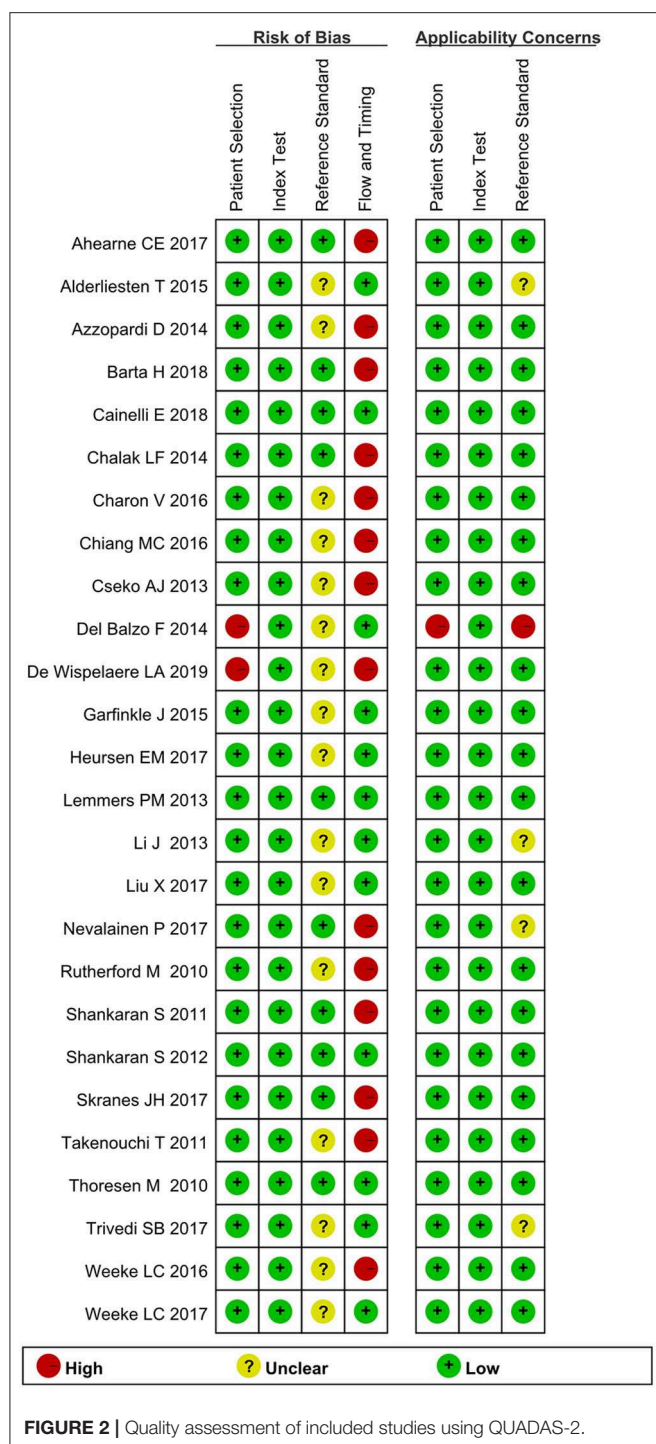 Risk of Bias Applicability Concerns
Patient Selection
Index Test
Reference Standard
Flow and Timing
Patient Selection
Index Test
Reference Standard
Ahearne CE 2017 + + + - + + +
Alderliesten T 2015 + + ? + + + ?
Azzopardi D 2014 + + ? - + + +
Barta H 2018 + + + - + + +
Cainelli E 2018 + + + + + + +
Chalak LF 2014 + + + - + + +
Charon V 2016 + + ? - + + +
Chiang MC 2016 + + ? - + + +
Cseko AJ 2013 + + ? - + + +
Del Balzo F 2014 - + ? + - + -
De Wispelaere LA 2019 - + ? - + + +
Garfinkle J 2015 + + ? + + + +
Heursen EM 2017 + + ? + + + +
Lemmers PM 2013 + + + + + + +
Li J 2013 + + ? + + + ?
Liu X 2017 + + ? + + + +
Nevalainen P 2017 + + + - + + ?
Rutherford M 2010 + + ? - + + +
Shankaran S 2011 + + + - + + +
Shankaran S 2012 + + + + + + +
Skranes JH 2017 + + + - + + +
Takenouchi T 2011 + + ? - + + +
Thoresen M 2010 + + + + + + +
Trivedi SB 2017 + + ? + + + ?
Weeke LC 2016 + + ? - + + +
Weeke LC 2017 + + ? + + + +
- High ? Unclear + Low
FIGURE 2 | Quality assessment of included studies using QUADAS-2.